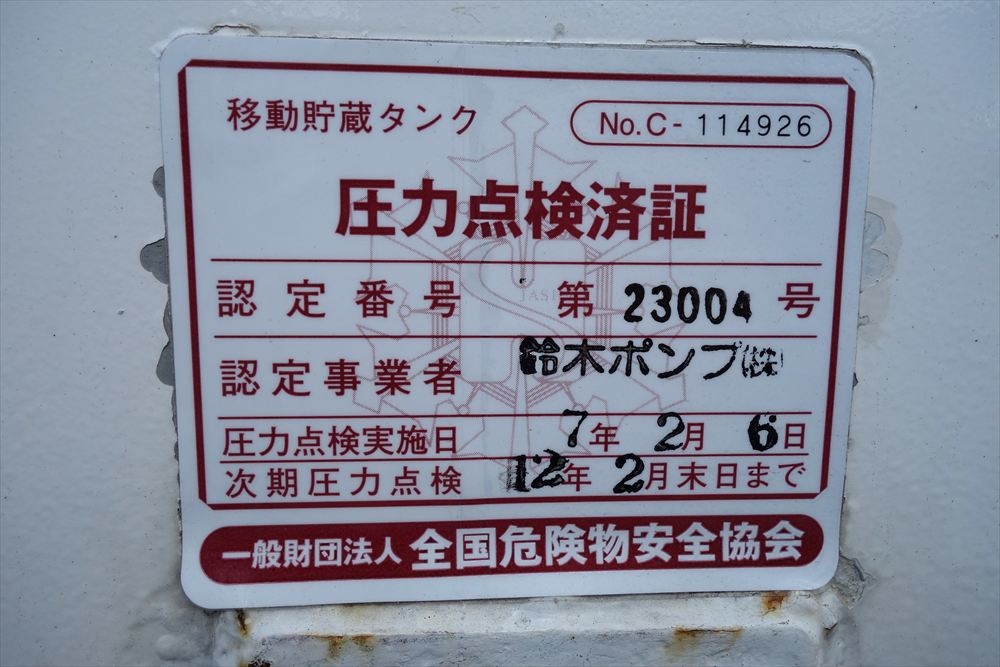 移動貯蔵タンク
No.C- 114926
圧力点検済証
JASH
認定番号 第 23004 号
認定事業者 鈴木ポンプ(株)
圧力点検実施日 7年 2月 6日
次期圧力点検 12年 2月末日まで
一般財団法人 全国危険物安全協会